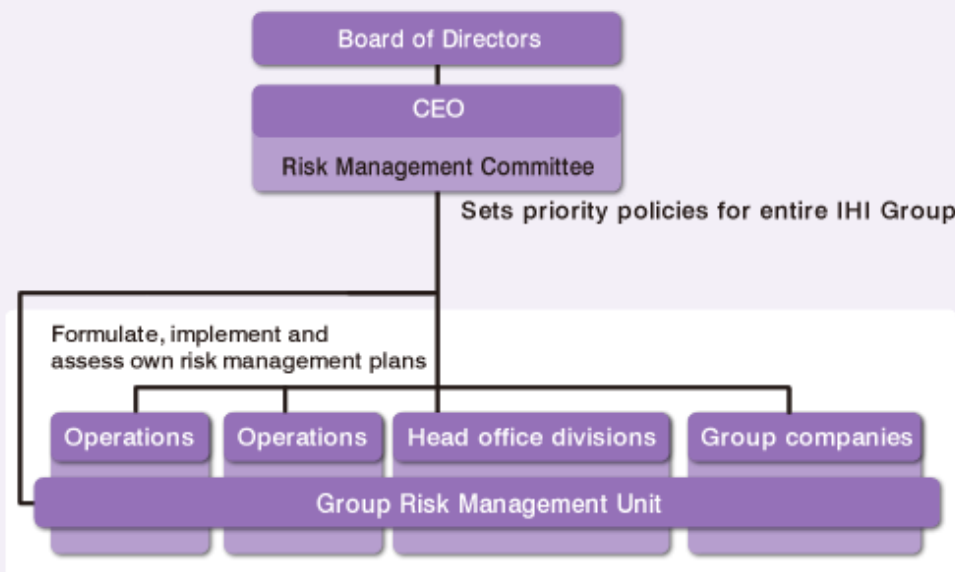 Board of Directors
CEO
Risk Management Committee
Sets priority policies for entire IHI Group
Formulate, implement and
assess own risk management plans
Operations
Operations
Head office divisions
Group companies
Group Risk Management Unit